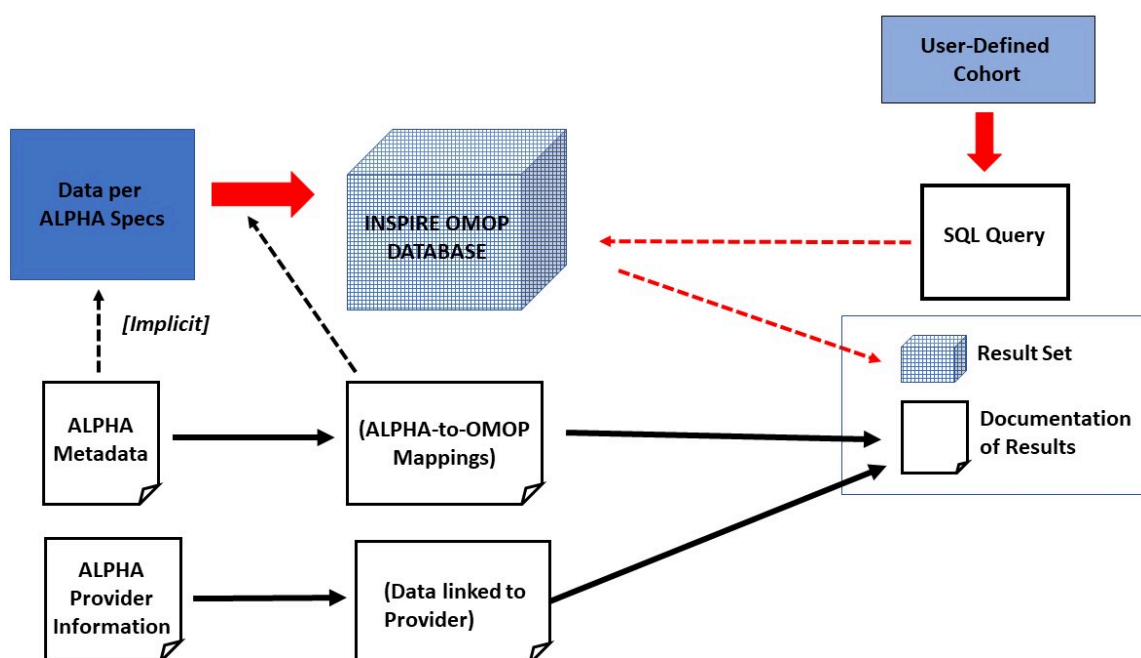 User-Defined
Cohort
Data per
ALPHA Specs
INSPIRE OMOP
DATABASE
SQL Query
[Implicit]
Result Set
ALPHA
Metadata
(ALPHA-to-OMOP
Mappings)
Documentation
of Results
ALPHA
Provider
Information
(Data linked to
Provider)